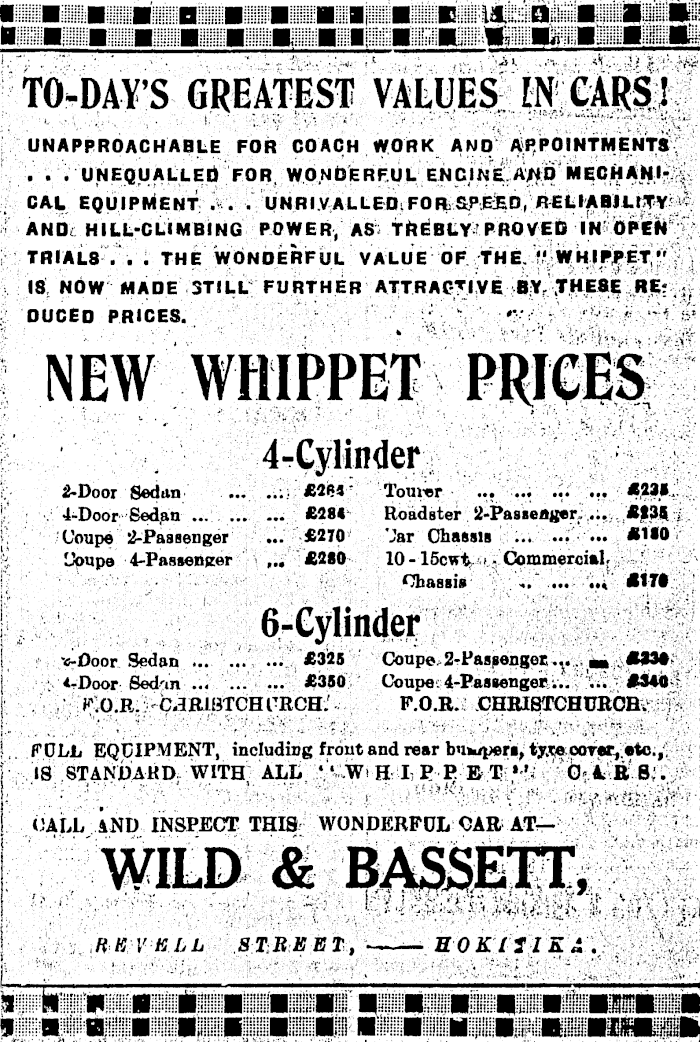 TO-DAY'S GREATEST VALUES IN CARS!
UNAPPROACHABLE FOR COACH WORK AND APPOINTMENTS
... UNEQUALLED FOR WONDERFUL ENGINE AND MECHANI-
CAL EQUIPMENT ... UNRIVALLED FOR SPEED, RELIABILITY
AND HILL-CLIMBING POWER, AS TREBLY PROVED IN OPEN
TRIALS ... THE WONDERFUL VALUE OF THE "WHIPPET"
IS NOW MADE STILL FURTHER ATTRACTIVE BY THESE RE-
DUCED PRICES.
NEW WHIPPET PRICES
4-Cylinder
2-Door Sedan ... ... £264
4-Door Sedan ... ... ... £284
Coupe 2-Passenger ... £270
Coupe 4-Passenger ... £280
Tourer ... ... ... ... £235
Roadster 2-Passenger ... £235
Car Chassis ... ... ... £180
10-15cwt. Commercial
Chassis ... ... ... £170
6-Cylinder
2-Door Sedan ... ... ... £325
4-Door Sedan ... ... ... £350
F.O.R. CHRISTCHURCH.
Coupe 2-Passenger ...
Coupe 4-Passenger ... ... £340
F.O.R. CHRISTCHURCH.
FULL EQUIPMENT, including front and rear bumpers, tyre cover, etc.,
IS STANDARD WITH ALL "WHIPPET" CARS.
CALL AND INSPECT THIS WONDERFUL CAR AT—
WILD & BASSETT,
REVELL STREET, — HOKITIKA.